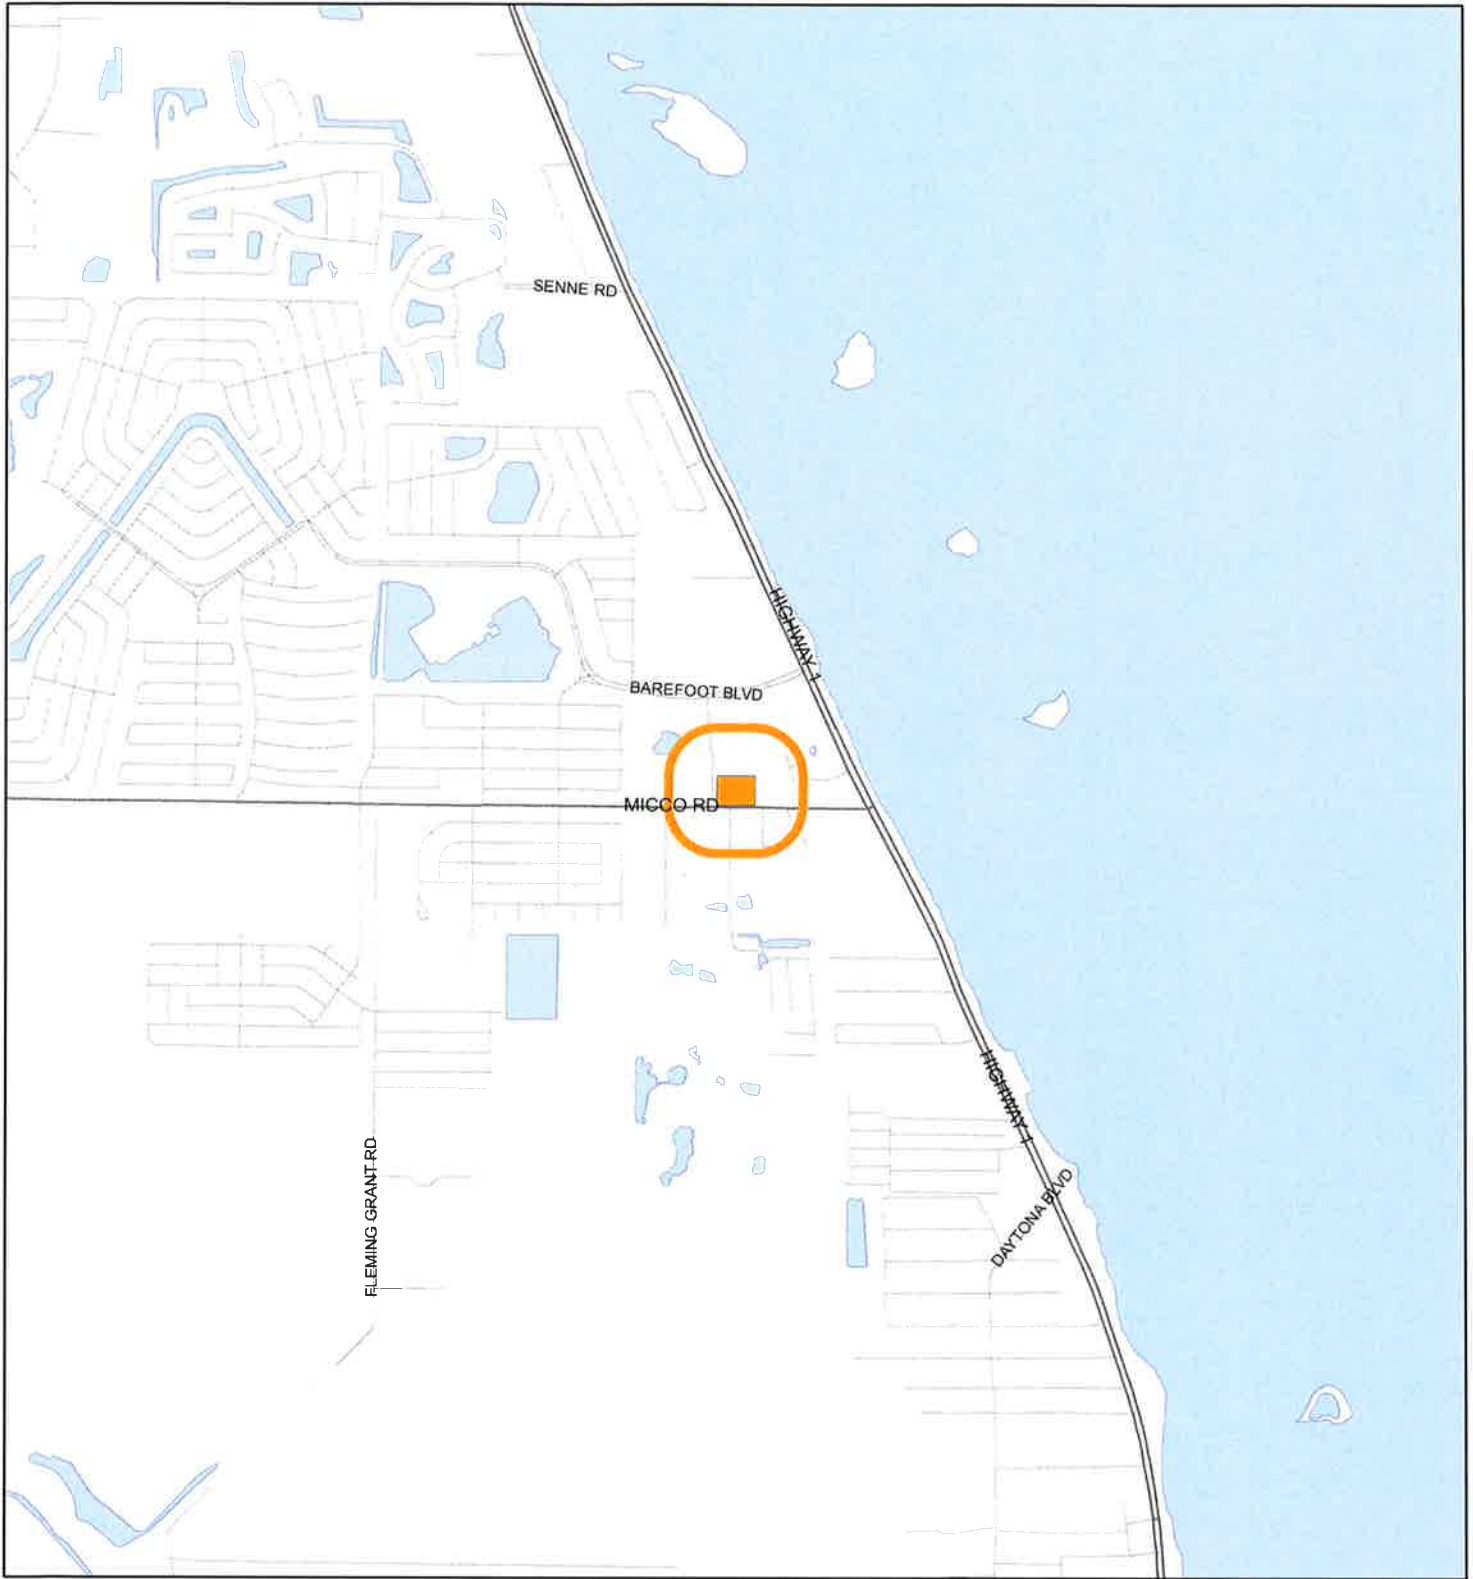 SENNE RD
HIGHWAY 1
BAREFOOT BLVD
MICCO RD
HIGHWAY 1
FLEMING GRANT RD
DAYTONA BLVD